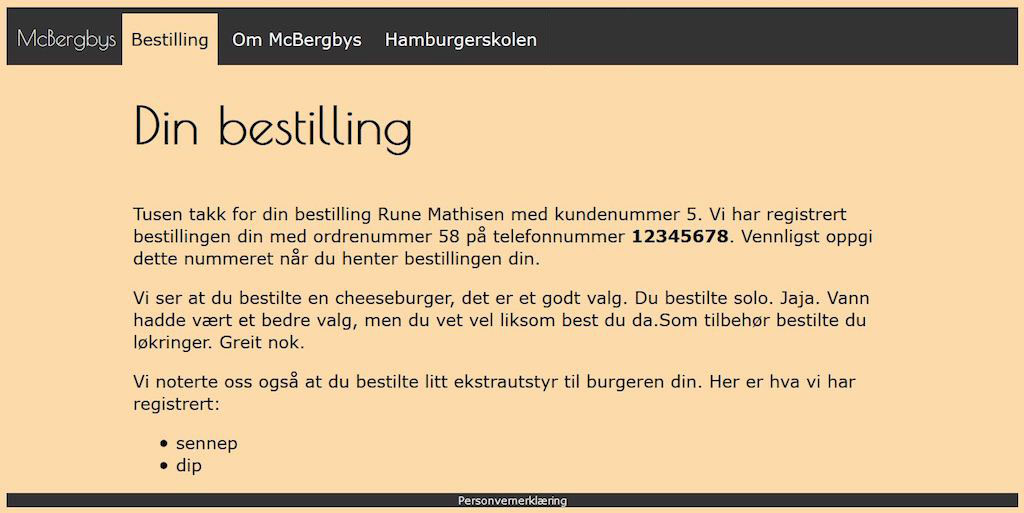 McBergbys Bestilling Om McBergbys Hamburgerskolen
Din bestilling
Tusen takk for din bestilling Rune Mathisen med kundenummer 5. Vi har registrert
bestillingen din med ordrenummer 58 på telefonnummer 12345678. Vennligst oppgi
dette nummeret når du henter bestillingen din.
Vi ser at du bestilte en cheeseburger, det er et godt valg. Du bestilte solo. Jaja. Vann
hadde vært et bedre valg, men du vet vel liksom best du da.Som tilbehør bestilte du
løkringer. Greit nok.
Vi noterte oss også at du bestilte litt ekstrautstyr til burgeren din. Her er hva vi har
registrert:
• sennep
• dip
Personvernerklæring